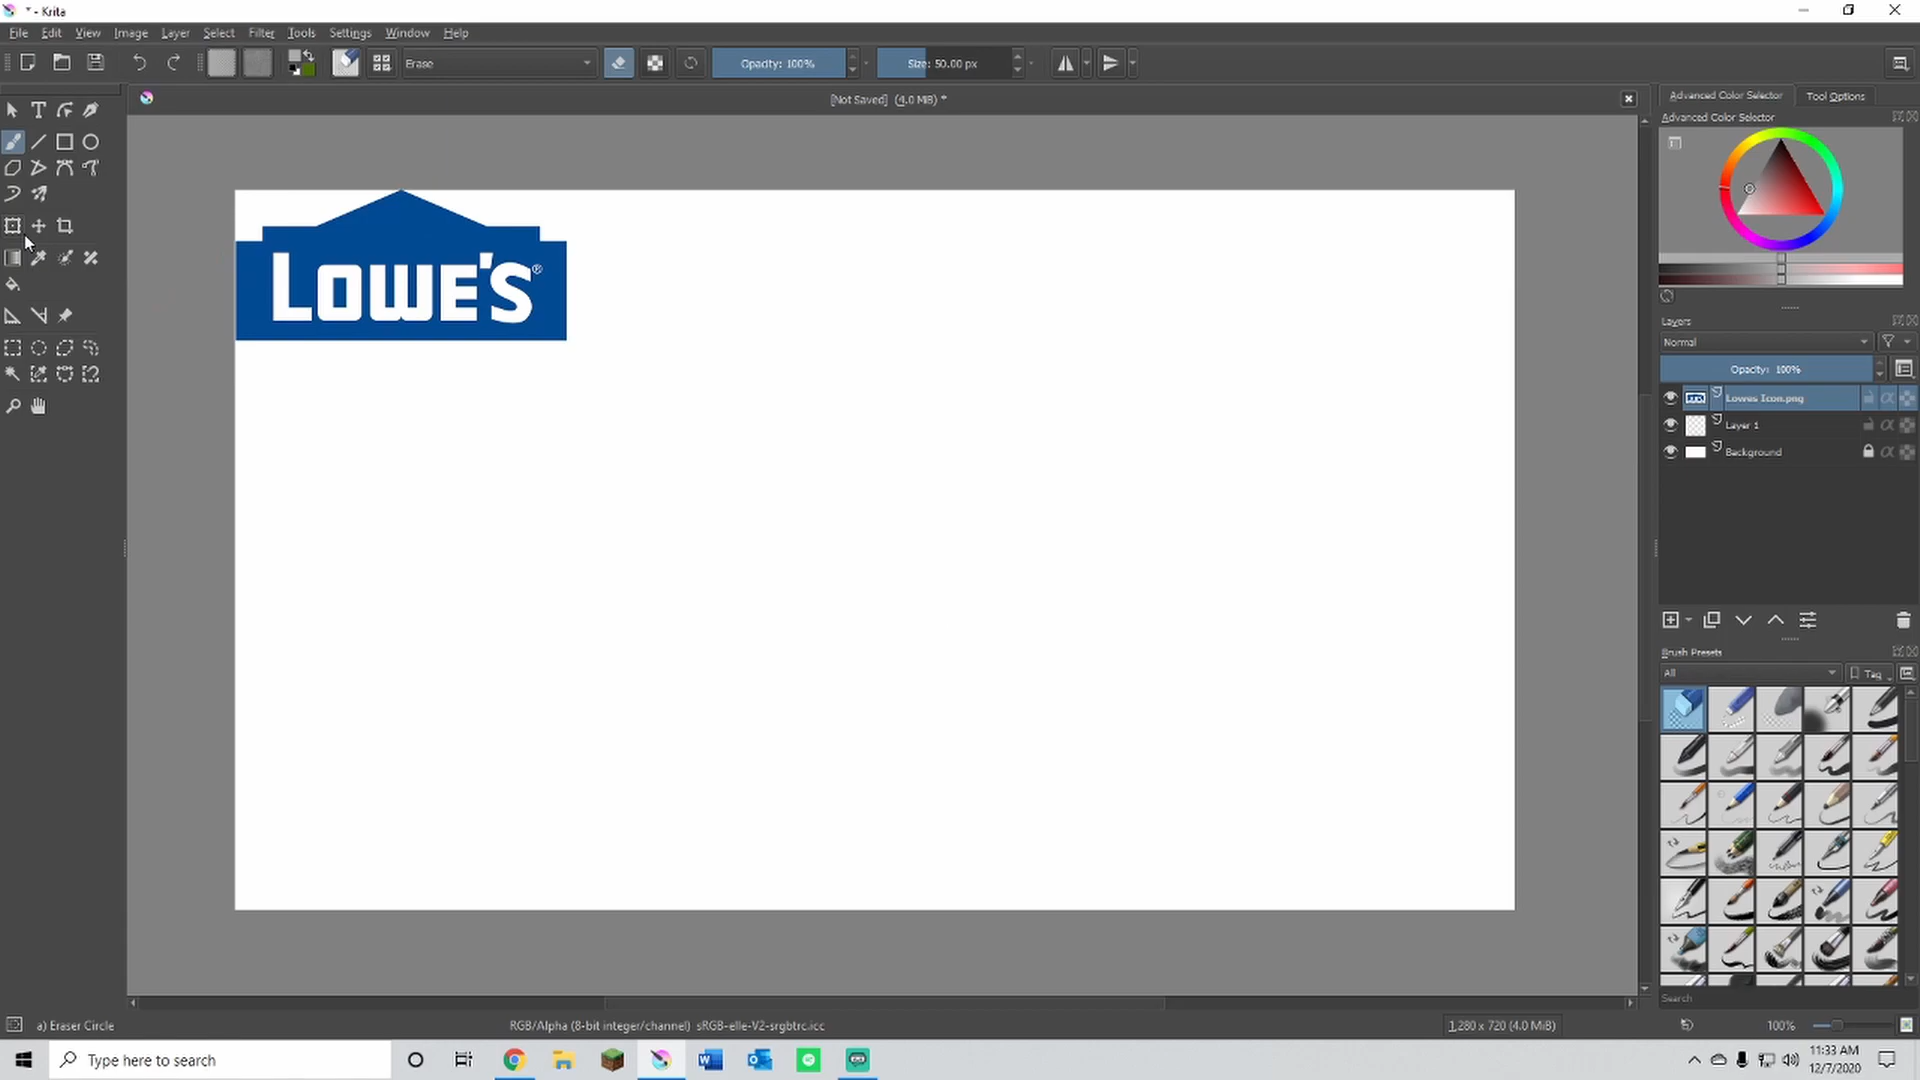 * - Krita
File Edit View Image Layer Select Filter Tools Settings Window Help
Erase Opacity: 100% Size: 50.00 px
[Not Saved] (4.0 MiB) *
Advanced Color Selector Tool Options
Advanced Color Selector
LOWE'S®
Layers
Normal
Opacity: 100%
Lowes Icon.png
Layer 1
Background
Brush Presets
All Tag
Search
a) Eraser Circle RGB/Alpha (8-bit integer/channel) sRGB-elle-V2-srgbtrc.icc 1,280 x 720 (4.0 MiB) 100%
Type here to search
11:33 AM
12/7/2020